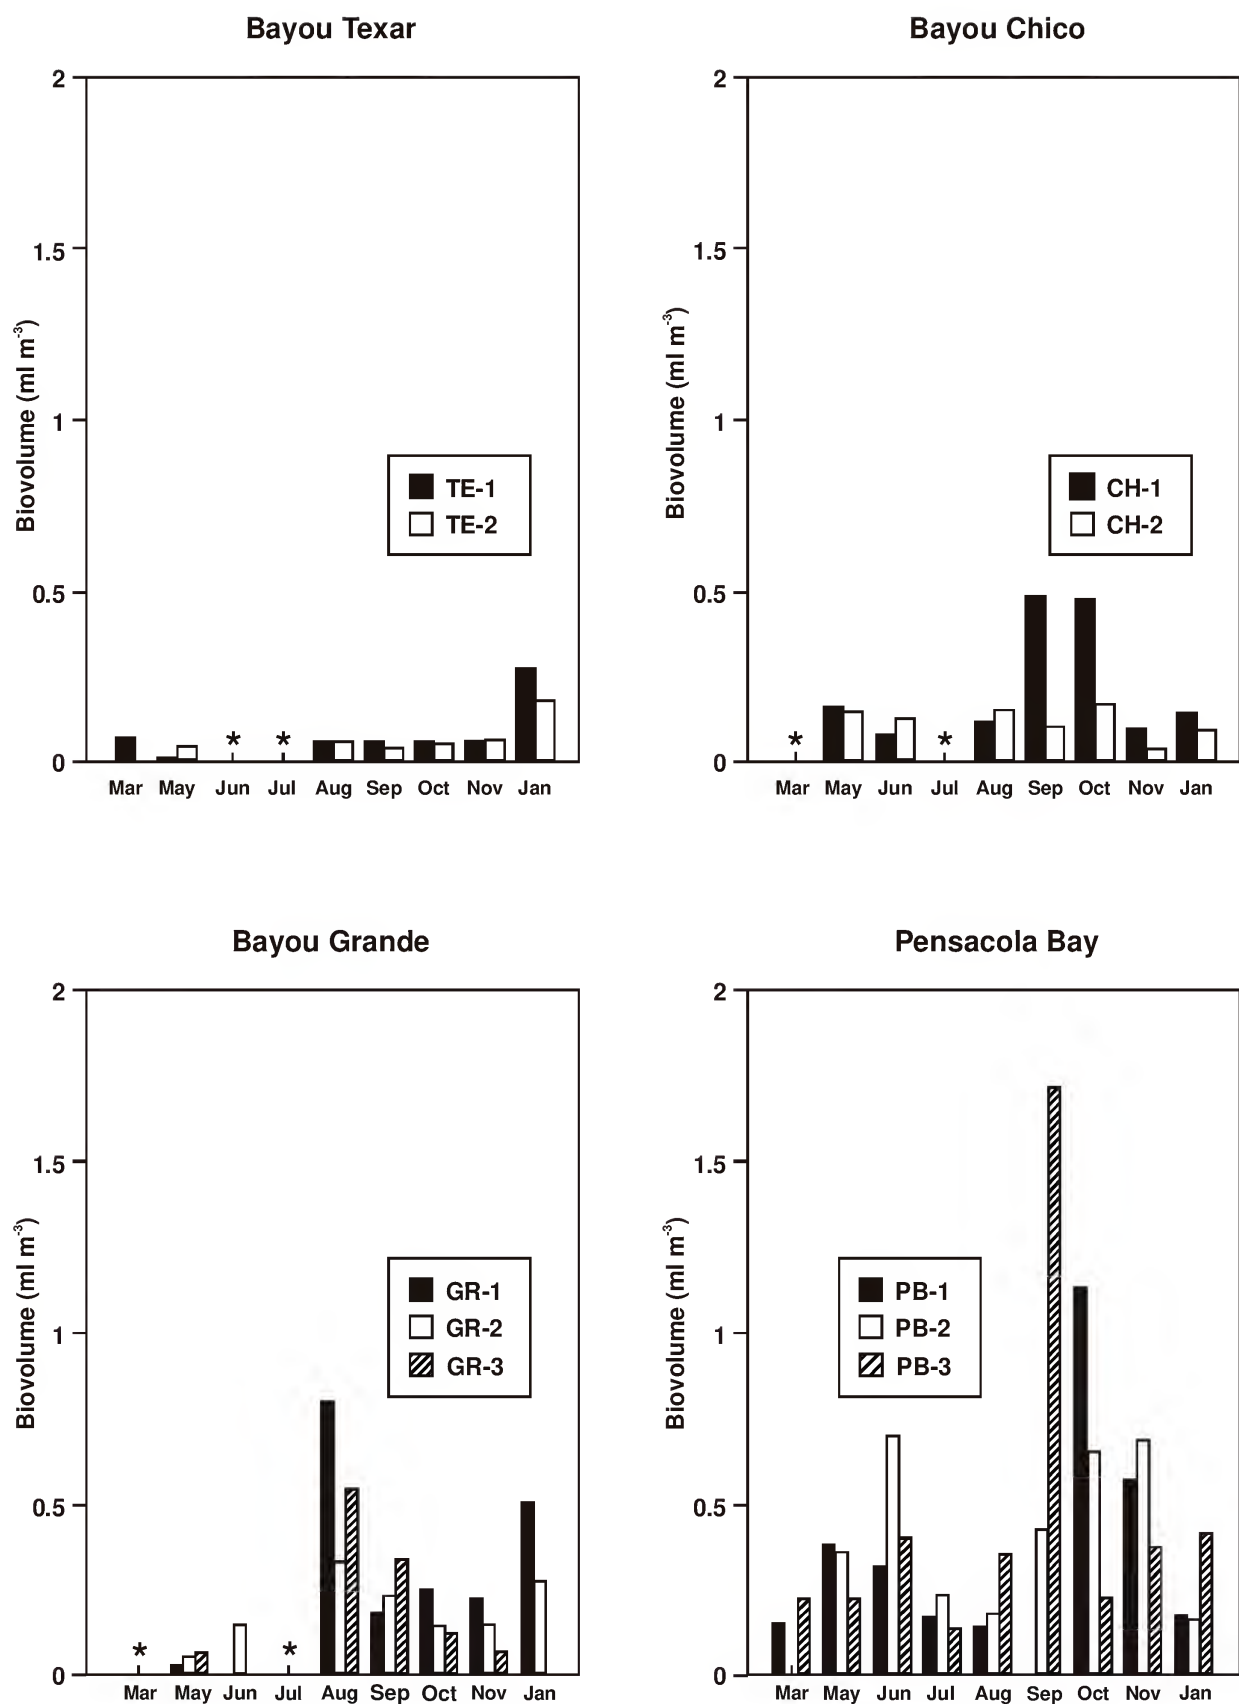 Bayou Texar
Biovolume (ml m-3)
2
1.5
1
0.5
0
TE-1
TE-2
*
*
Mar May Jun Jul Aug Sep Oct Nov Jan
Bayou Chico
Biovolume (ml m-3)
2
1.5
1
0.5
0
CH-1
CH-2
*
*
Mar May Jun Jul Aug Sep Oct Nov Jan
Bayou Grande
Biovolume (ml m-3)
2
1.5
1
0.5
0
GR-1
GR-2
GR-3
*
*
Mar May Jun Jul Aug Sep Oct Nov Jan
Pensacola Bay
Biovolume (ml m-3)
2
1.5
1
0.5
0
PB-1
PB-2
PB-3
Mar May Jun Jul Aug Sep Oct Nov Jan